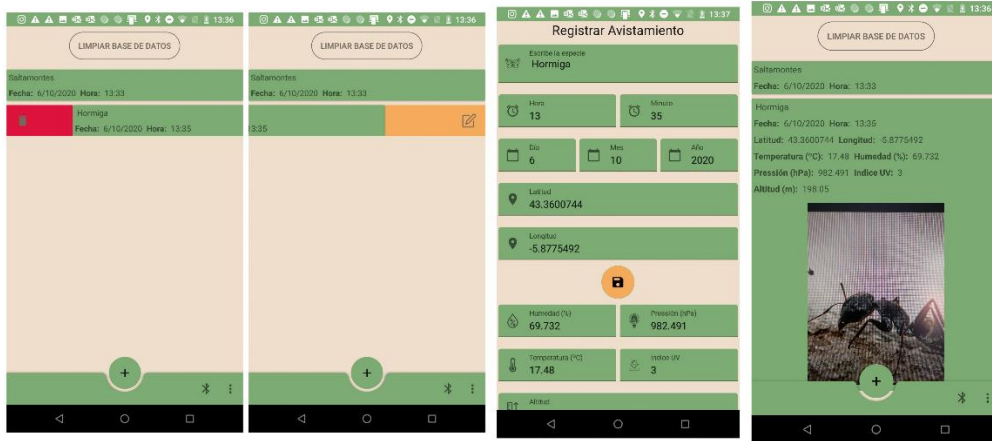 13:36
LIMPIAR BASE DE DATOS
Saltamontes
Fecha: 6/10/2020 Hora: 13:33
Hormiga
Fecha: 6/10/2020 Hora: 13:35
13:36
LIMPIAR BASE DE DATOS
Saltamontes
Fecha: 6/10/2020 Hora: 13:33
13:35
13:37
Registrar Avistamiento
Escribe la especie
Hormiga
Hora
13
Minuto
35
Día
6
Mes
10
Año
2020
Latitud
43.3600744
Longitud
-5.8775492
Humedad (%)
69.732
Pressión (hPa)
982.491
Temperatura (ºC)
17.48
Indice UV
3
Altitud
13:36
LIMPIAR BASE DE DATOS
Saltamontes
Fecha: 6/10/2020 Hora: 13:33
Hormiga
Fecha: 6/10/2020 Hora: 13:35
Latitud: 43.3600744 Longitud: -5.8775492
Temperatura (ºC): 17.48 Humedad (%): 69.732
Pressión (hPa): 982.491 Indice UV: 3
Altitud (m): 198.05